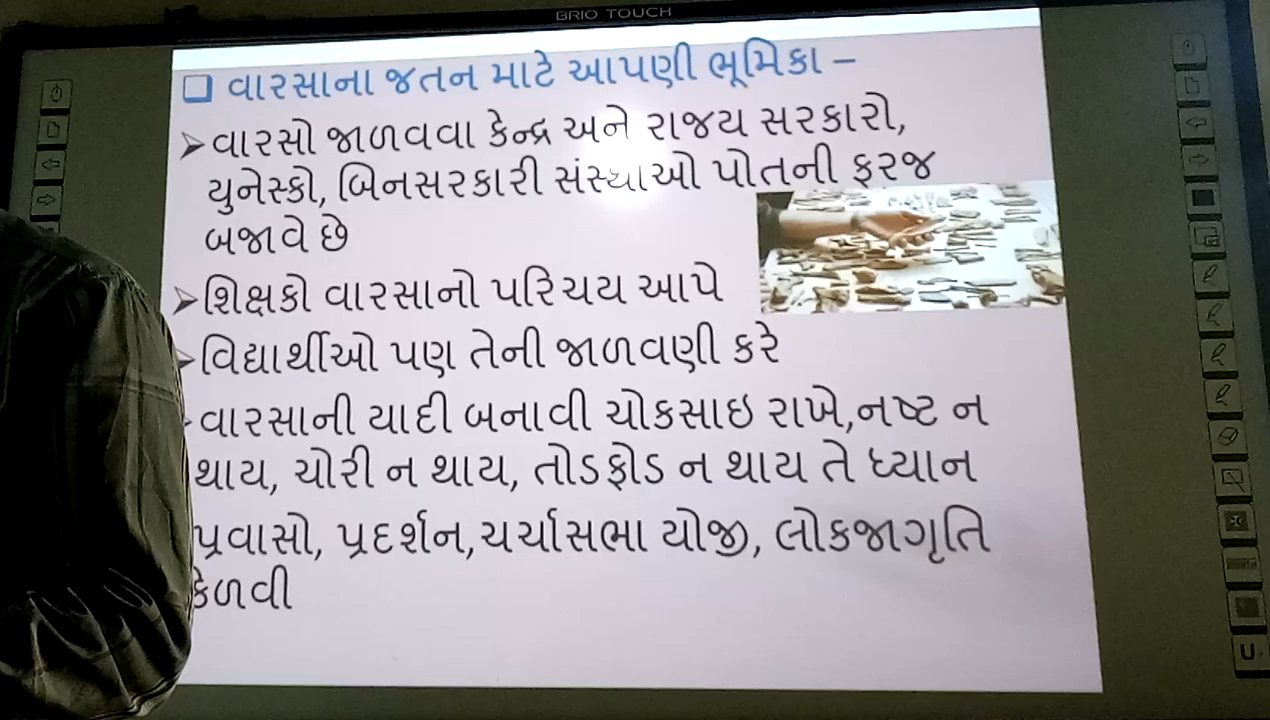 BRIO TOUCH
❑ વારસાના જતન માટે આપણી ભૂમિકા –
➢ વારસો જાળવવા કેન્દ્ર અને રાજ્ય સરકારો,
યુનેસ્કો, બિનસરકારી સંસ્થાઓ પોતની ફરજ
બજાવે છે
➢ શિક્ષકો વારસાનો પરિચય આપે
➢ વિદ્યાર્થીઓ પણ તેની જાળવણી કરે
વારસાની યાદી બનાવી ચોકસાઇ રાખે,નષ્ટ ન
થાય, ચોરી ન થાય, તોડફોડ ન થાય તે ધ્યાન
પ્રવાસો, પ્રદર્શન,ચર્ચાસભા યોજી, લોકજાગૃતિ
કેળવી